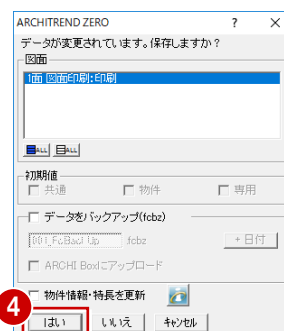 ARCHITREND ZERO ? ×
データが変更されています。保存しますか？
図面
1面 図面印刷:印刷
ALL ALL
初期値
共通 物件 専用
データをバックアップ(fcbz)
.fcbz +日付
ARCHI Boxにアップロード
物件情報・特長を更新
4
はい いいえ キャンセル